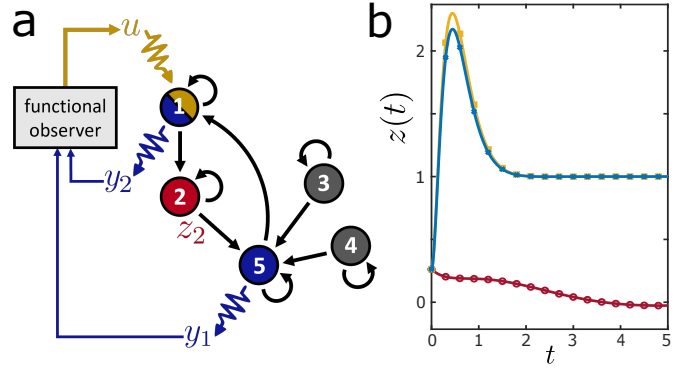 a
u
functional
observer
1
y₂
2
z₂
3
4
5
y₁
b
z(t)
2
1
0
0 1 2 3 4 5
t